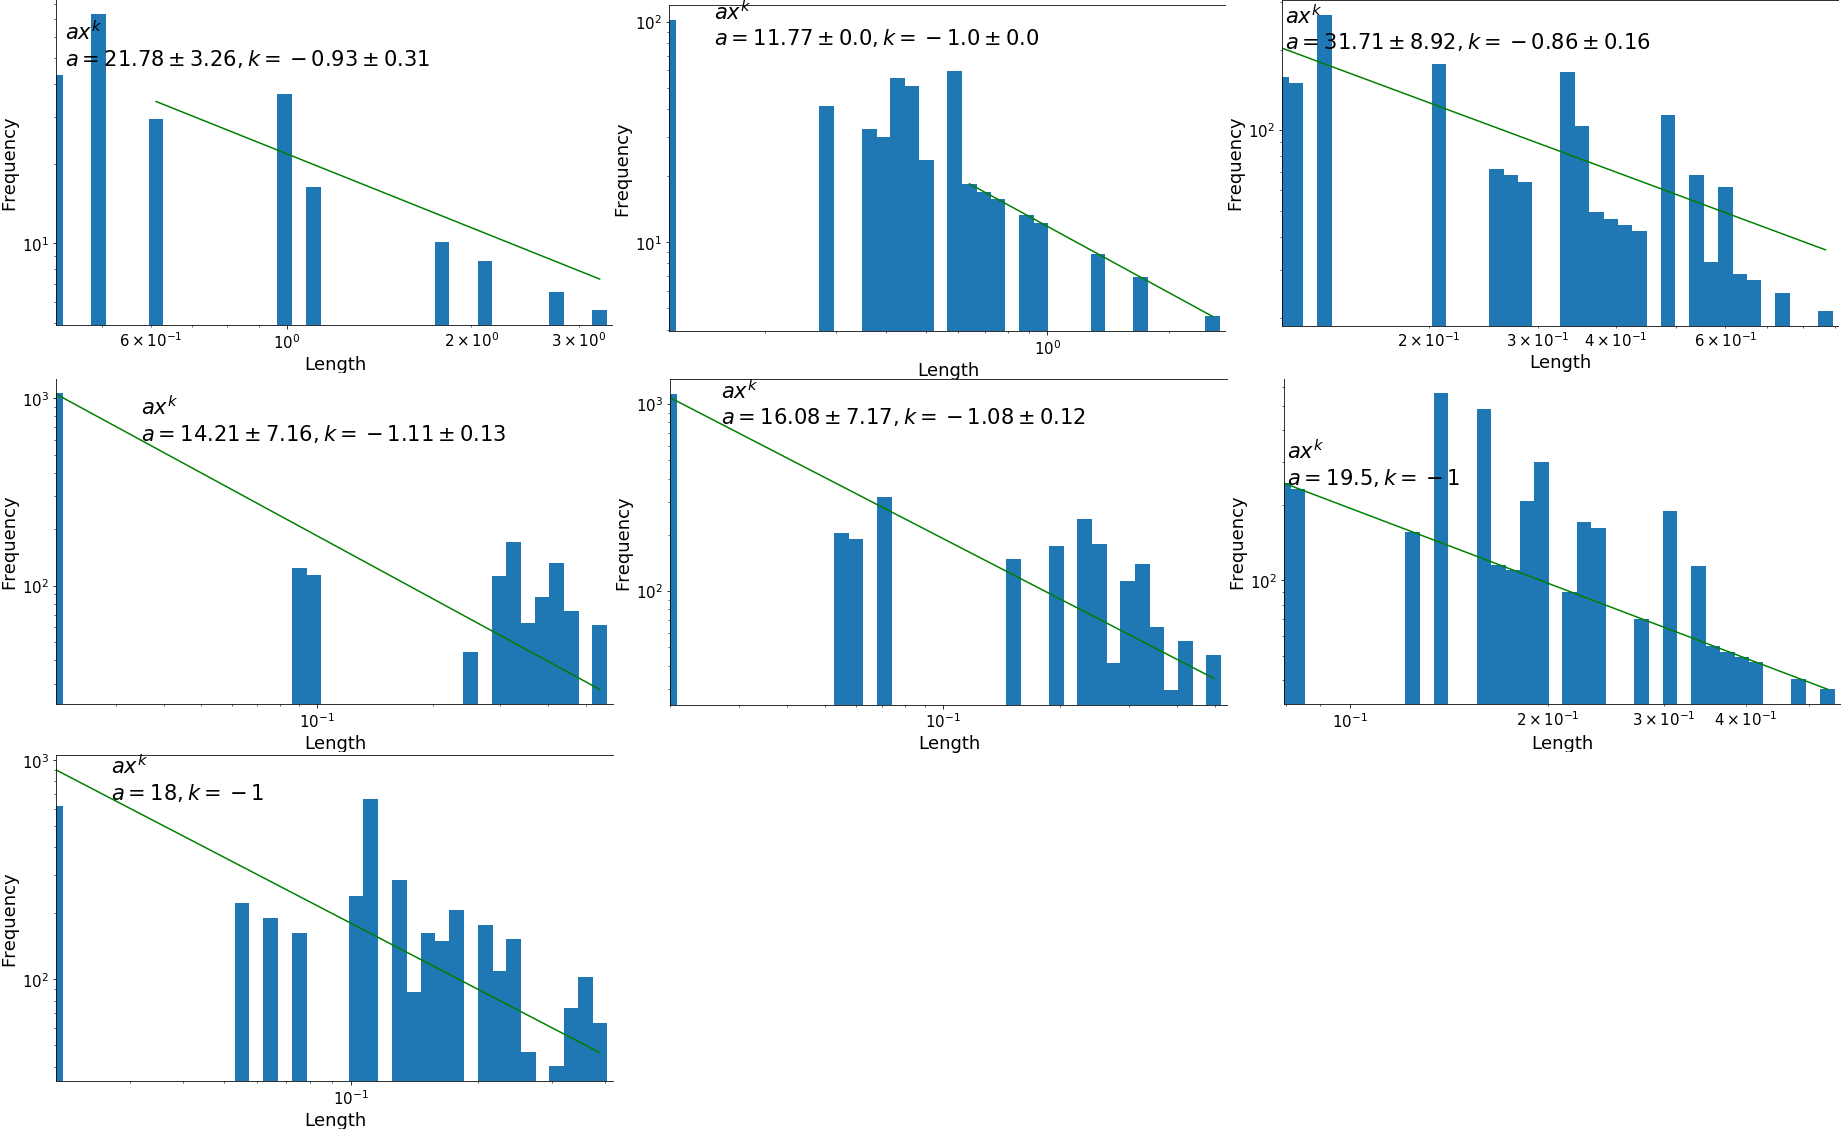 ax^k
a = 21.78 ± 3.26, k = −0.93 ± 0.31
Frequency
10^1
6 × 10^−1
10^0
2 × 10^0
3 × 10^0
Length
ax^k
a = 11.77 ± 0.0, k = −1.0 ± 0.0
Frequency
10^2
10^1
10^0
Length
ax^k
a = 31.71 ± 8.92, k = −0.86 ± 0.16
Frequency
10^2
2 × 10^−1
3 × 10^−1
4 × 10^−1
6 × 10^−1
Length
ax^k
a = 14.21 ± 7.16, k = −1.11 ± 0.13
Frequency
10^3
10^2
10^−1
Length
ax^k
a = 16.08 ± 7.17, k = −1.08 ± 0.12
Frequency
10^3
10^2
10^−1
Length
ax^k
a = 19.5, k = −1
Frequency
10^2
10^−1
2 × 10^−1
3 × 10^−1
4 × 10^−1
Length
ax^k
a = 18, k = −1
Frequency
10^3
10^2
10^−1
Length